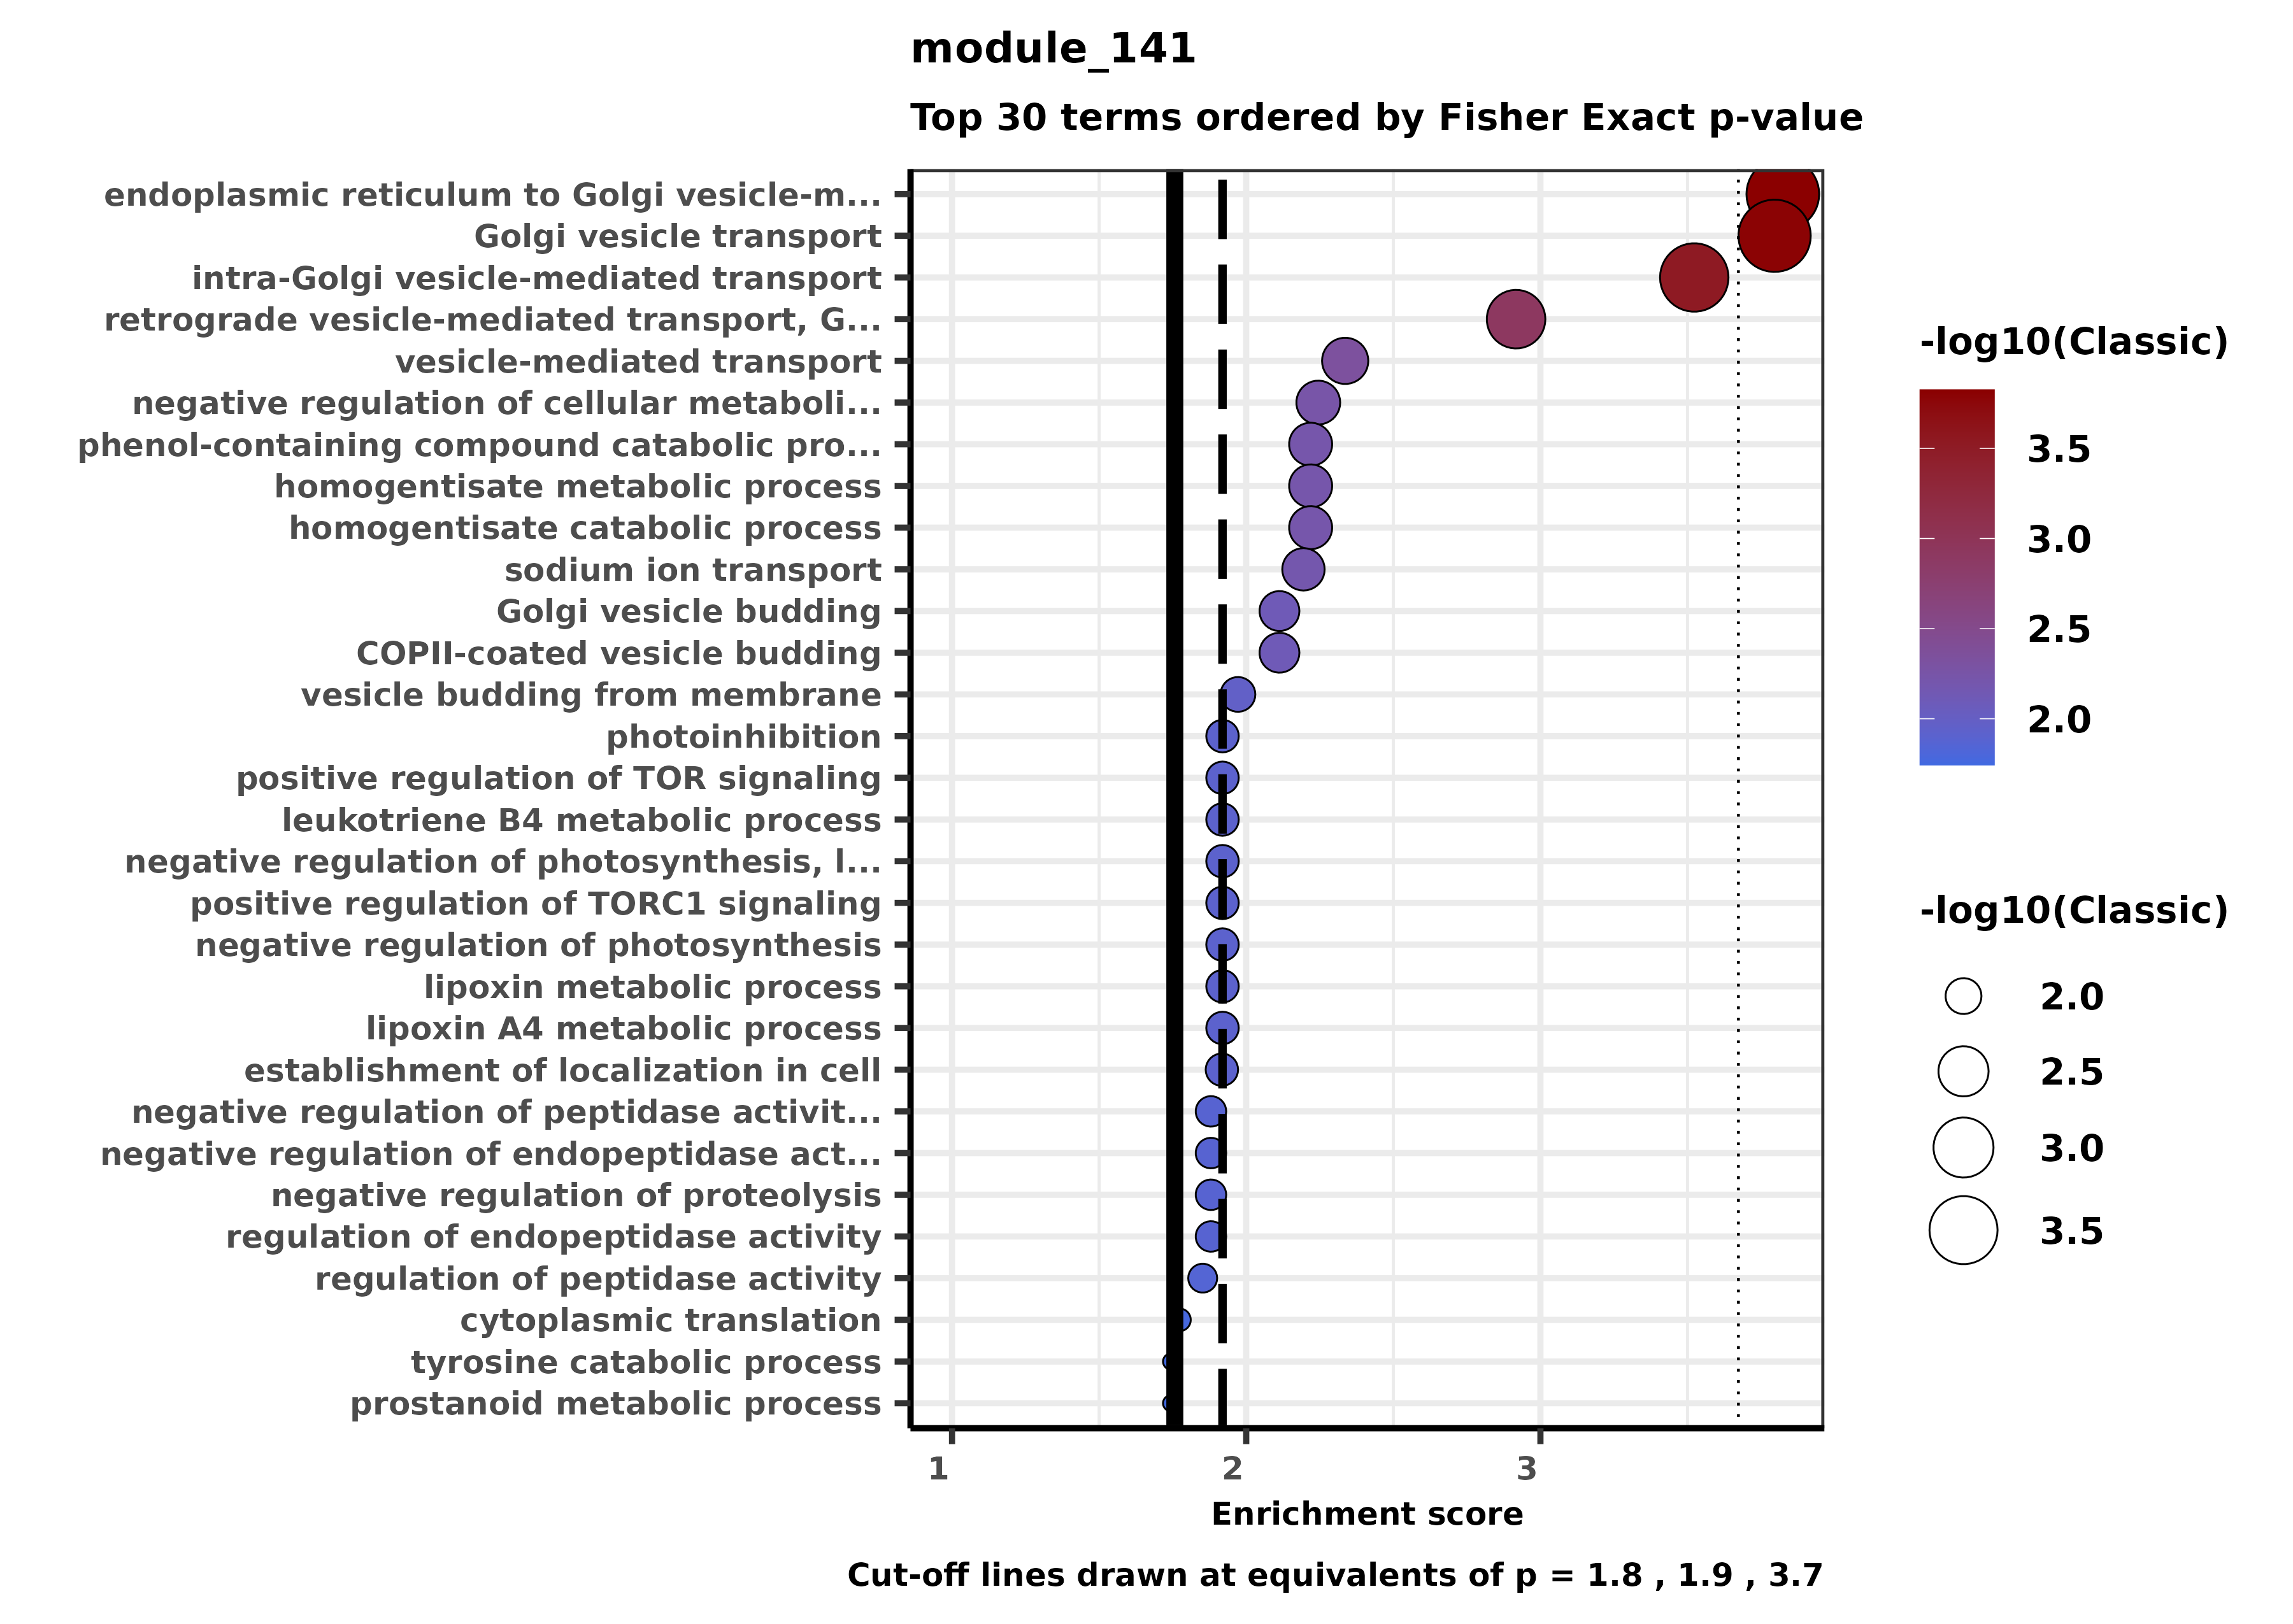 module_141
Top 30 terms ordered by Fisher Exact p-value
endoplasmic reticulum to Golgi vesicle-m...
Golgi vesicle transport
intra-Golgi vesicle-mediated transport
retrograde vesicle-mediated transport, G...
vesicle-mediated transport
negative regulation of cellular metaboli...
phenol-containing compound catabolic pro...
homogentisate metabolic process
homogentisate catabolic process
sodium ion transport
Golgi vesicle budding
COPII-coated vesicle budding
vesicle budding from membrane
photoinhibition
positive regulation of TOR signaling
leukotriene B4 metabolic process
negative regulation of photosynthesis, l...
positive regulation of TORC1 signaling
negative regulation of photosynthesis
lipoxin metabolic process
lipoxin A4 metabolic process
establishment of localization in cell
negative regulation of peptidase activit...
negative regulation of endopeptidase act...
negative regulation of proteolysis
regulation of endopeptidase activity
regulation of peptidase activity
cytoplasmic translation
tyrosine catabolic process
prostanoid metabolic process
1 2 3
Enrichment score
Cut-off lines drawn at equivalents of p = 1.8 , 1.9 , 3.7
-log10(Classic)
3.5
3.0
2.5
2.0
-log10(Classic)
2.0
2.5
3.0
3.5